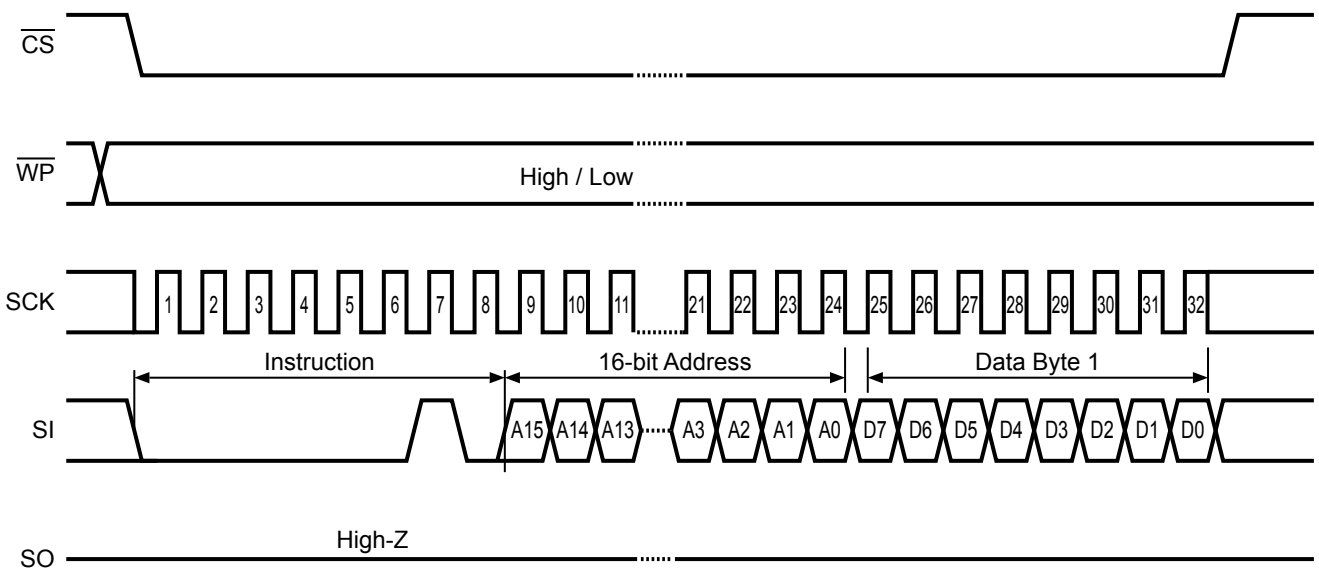 CS
WP
High / Low
SCK
1 2 3 4 5 6 7 8 9 10 11 21 22 23 24 25 26 27 28 29 30 31 32
Instruction 16-bit Address Data Byte 1
SI
A15 A14 A13 A3 A2 A1 A0 D7 D6 D5 D4 D3 D2 D1 D0
High-Z
SO